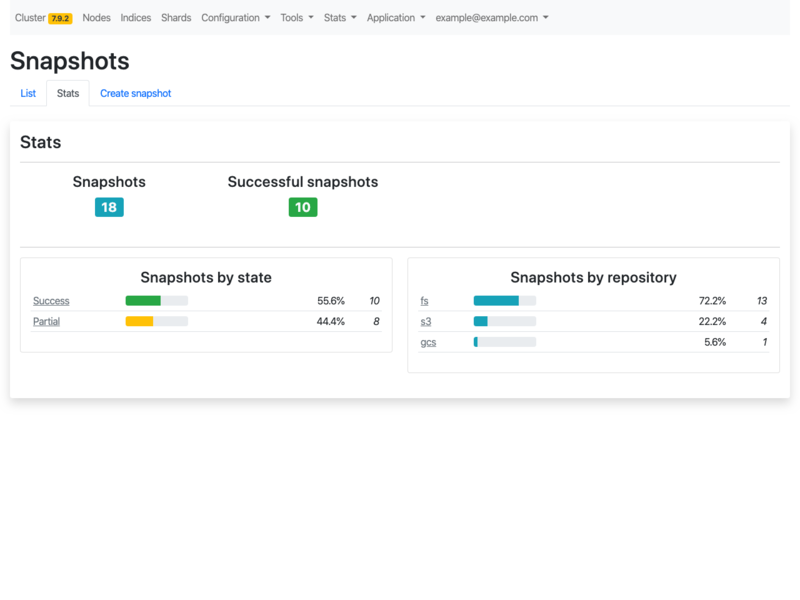 Cluster 7.9.2 Nodes Indices Shards Configuration Tools Stats Application example@example.com
Snapshots
List Stats Create snapshot
Stats
Snapshots Successful snapshots
18 10
Snapshots by state
Success 55.6% 10
Partial 44.4% 8
Snapshots by repository
fs 72.2% 13
s3 22.2% 4
gcs 5.6% 1